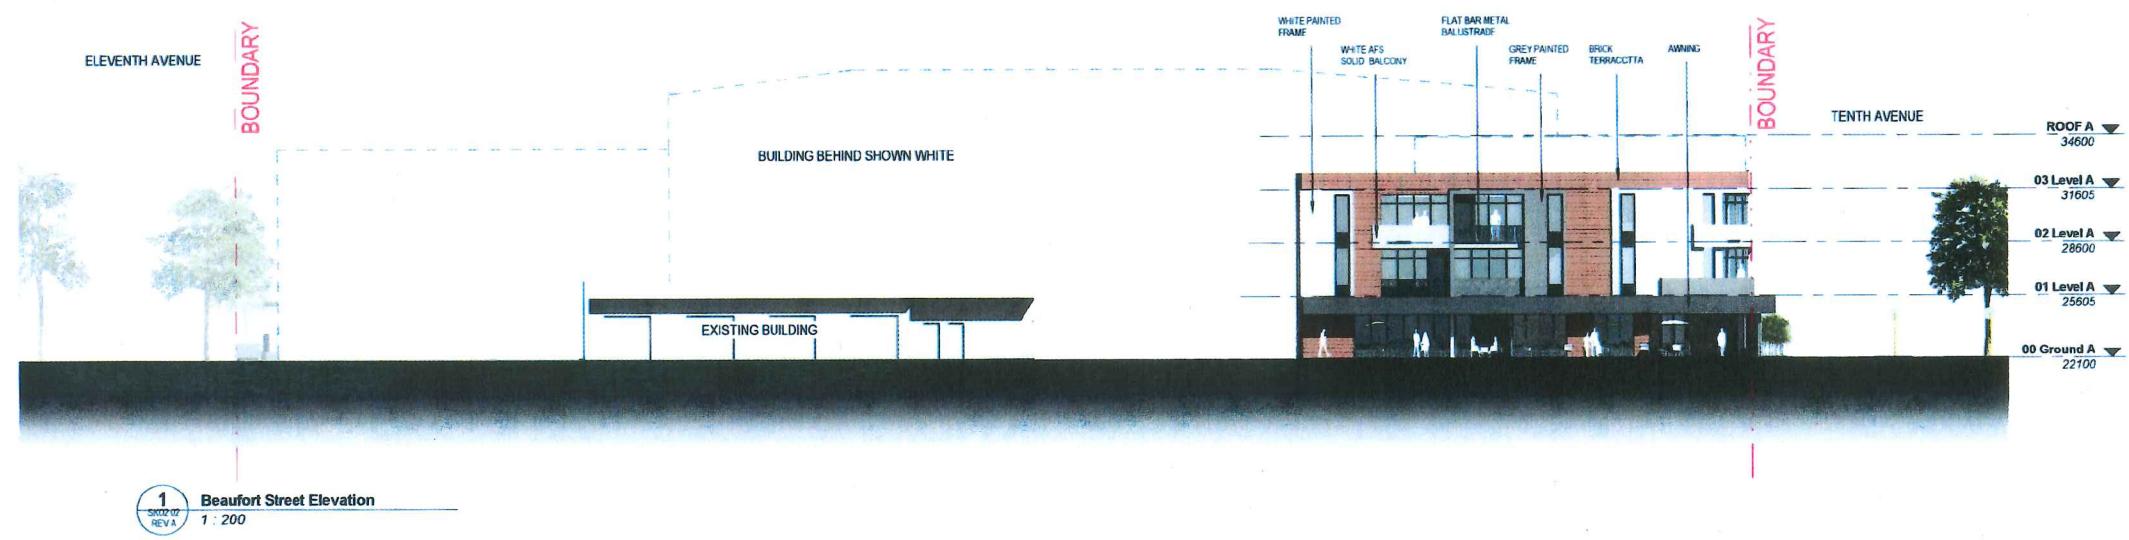 ELEVENTH AVENUE
BOUNDARY
WHITE PAINTED
FRAME
WHITE AFS
SOLID BALCONY
FLAT BAR METAL
BALUSTRADE
GREY PAINTED
FRAME
BRICK
TERRACOTTA
AWNING
BOUNDARY
TENTH AVENUE
ROOF A
34600
BUILDING BEHIND SHOWN WHITE
03 Level A
31605
02 Level A
28600
01 Level A
25605
EXISTING BUILDING
00 Ground A
22100
1
SK02 02
REV A
Beaufort Street Elevation
1 : 200